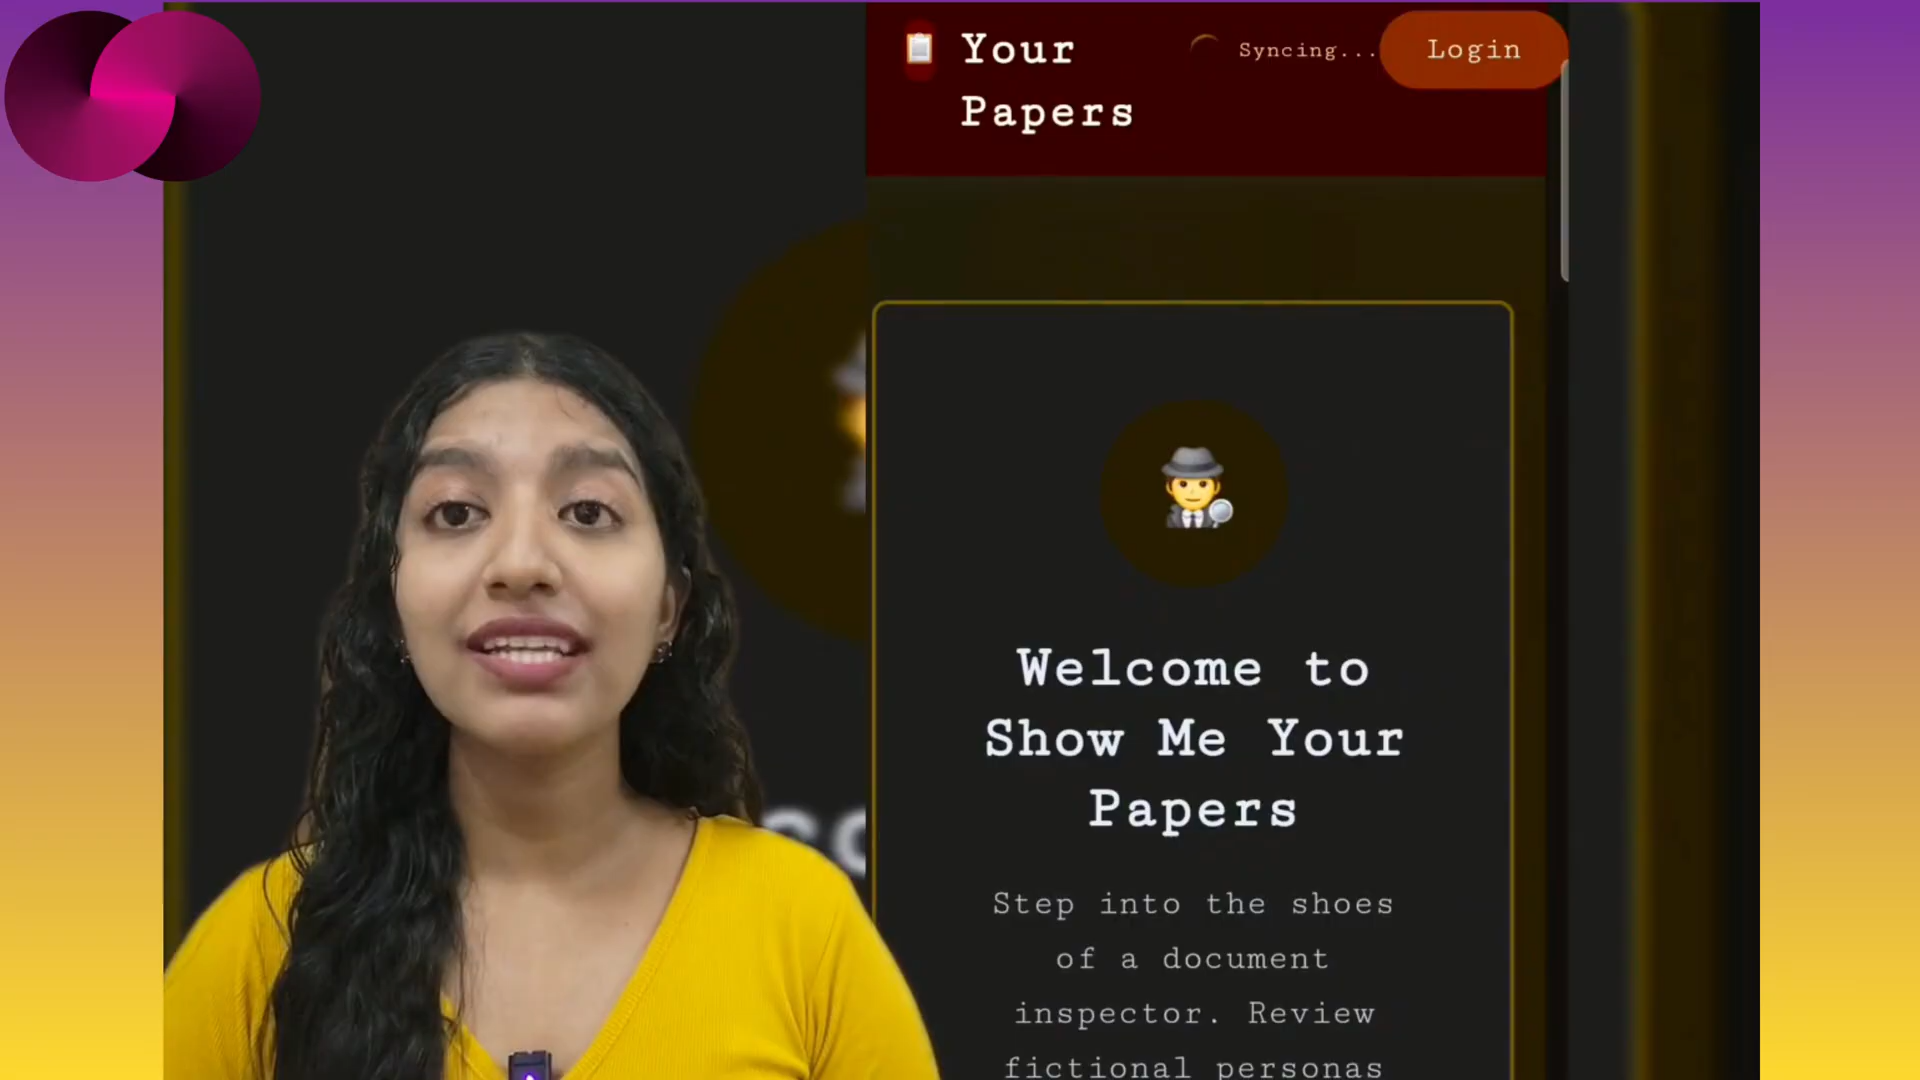 Your
Papers
Syncing...
Login
Welcome to
Show Me Your
Papers
Step into the shoes
of a document
inspector. Review
fictional personas